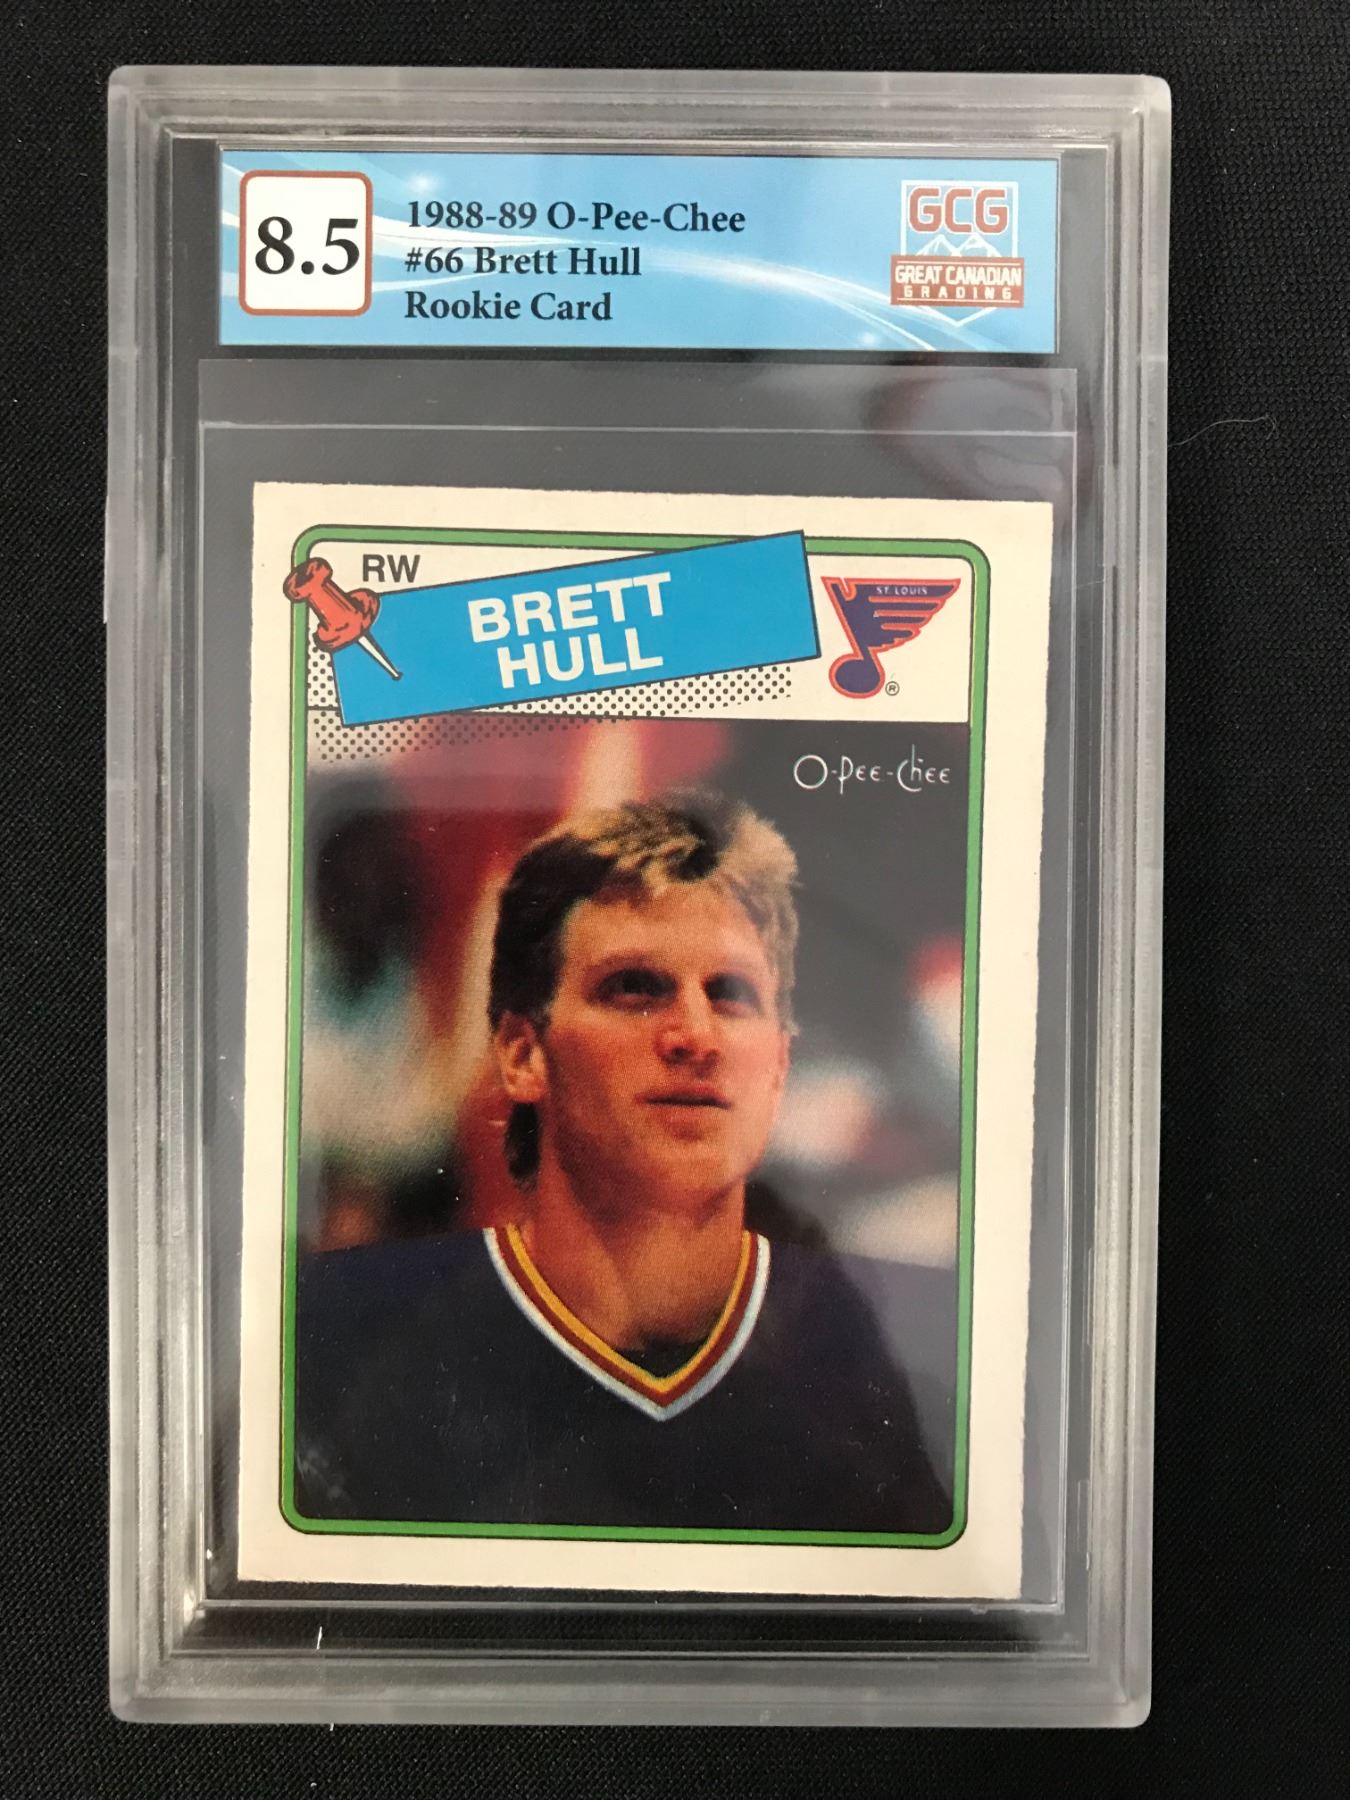 8.5
1988-89 O-Pee-Chee
#66 Brett Hull
Rookie Card
GCG
GREAT CANADIAN
GRADING
RW
BRETT
HULL
ST. LOUIS
®
O-Pee-Chee